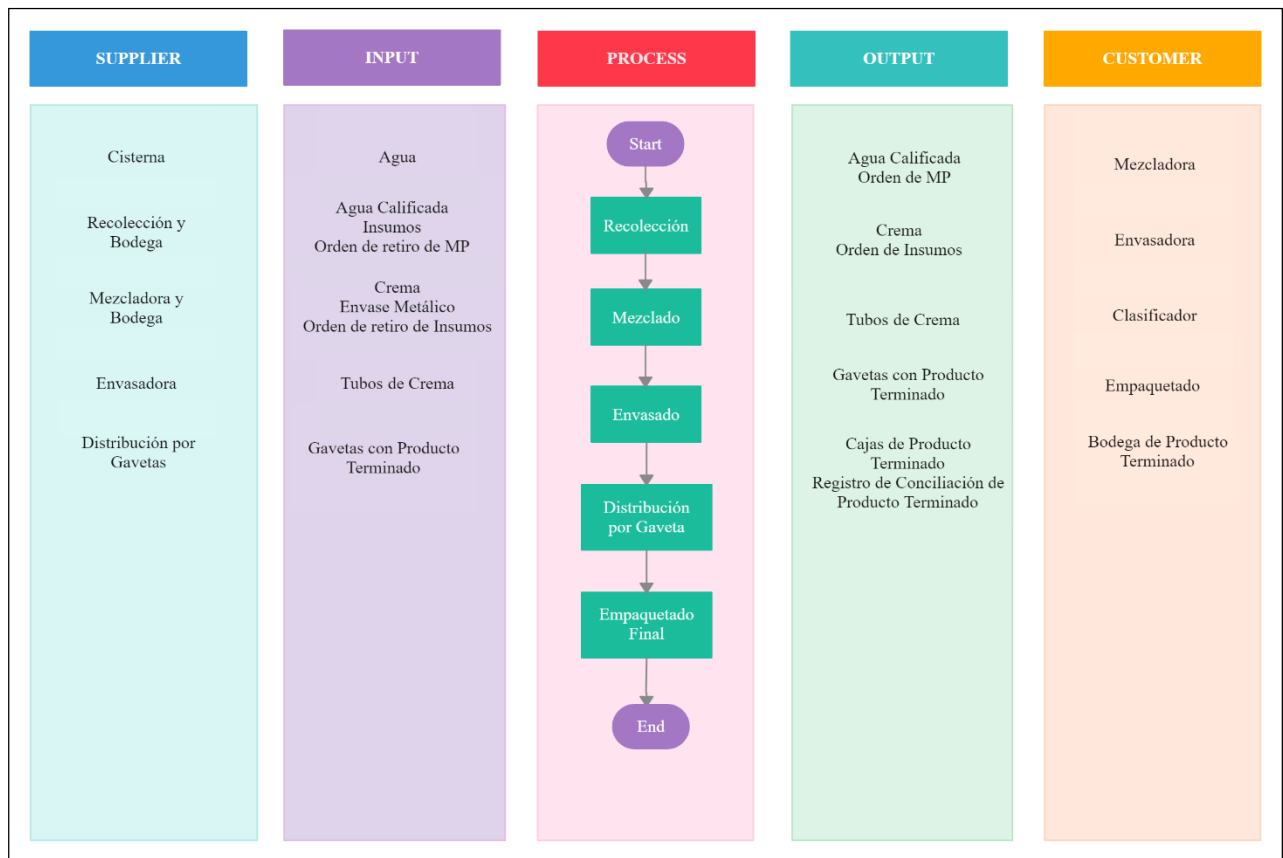 SUPPLIER
INPUT
PROCESS
OUTPUT
CUSTOMER
Cisterna
Recolección y
Bodega
Mezcladora y
Bodega
Envasadora
Distribución por
Gavetas
Agua
Agua Calificada
Insumos
Orden de retiro de MP
Crema
Envase Metálico
Orden de retiro de Insumos
Tubos de Crema
Gavetas con Producto
Terminado
Start
Recolección
Mezclado
Envasado
Distribución
por Gaveta
Empaquetado
Final
End
Agua Calificada
Orden de MP
Crema
Orden de Insumos
Tubos de Crema
Gavetas con Producto
Terminado
Cajas de Producto
Terminado
Registro de Conciliación de
Producto Terminado
Mezcladora
Envasadora
Clasificador
Empaquetado
Bodega de Producto
Terminado